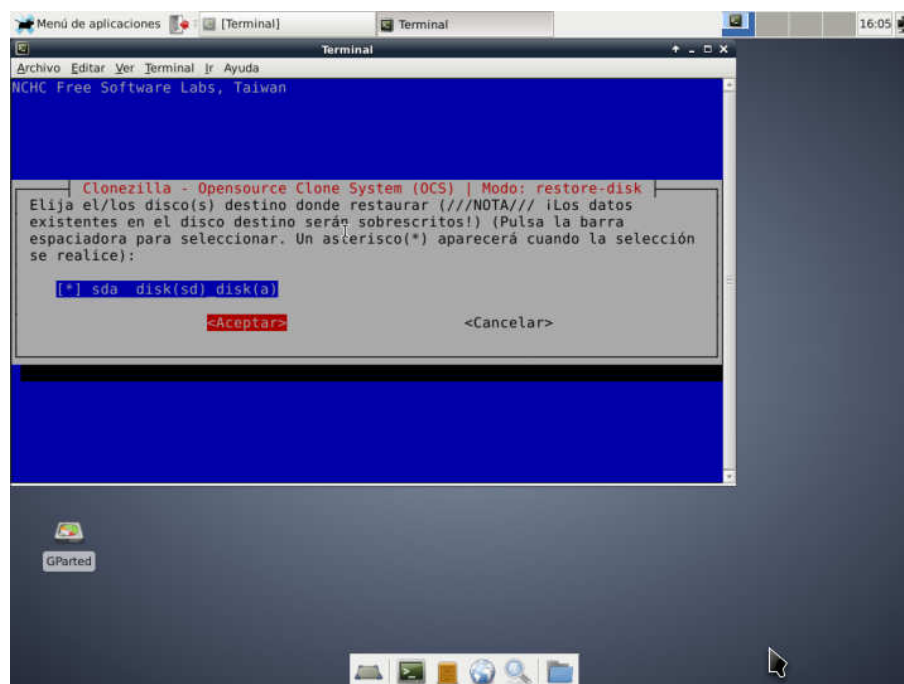 Menú de aplicaciones
[Terminal]
Terminal
16:05
Terminal
Archivo Editar Ver Terminal Ir Ayuda
NCHC Free Software Labs, Taiwan
Clonezilla - Opensource Clone System (OCS) | Modo: restore-disk
Elija el/los disco(s) destino donde restaurar (///NOTA/// ¡Los datos
existentes en el disco destino serán sobrescritos!) (Pulsa la barra
espaciadora para seleccionar. Un asterisco(*) aparecerá cuando la selección
se realice):
[*] sda disk(sd)_disk(a)
<Aceptar> <Cancelar>
GParted